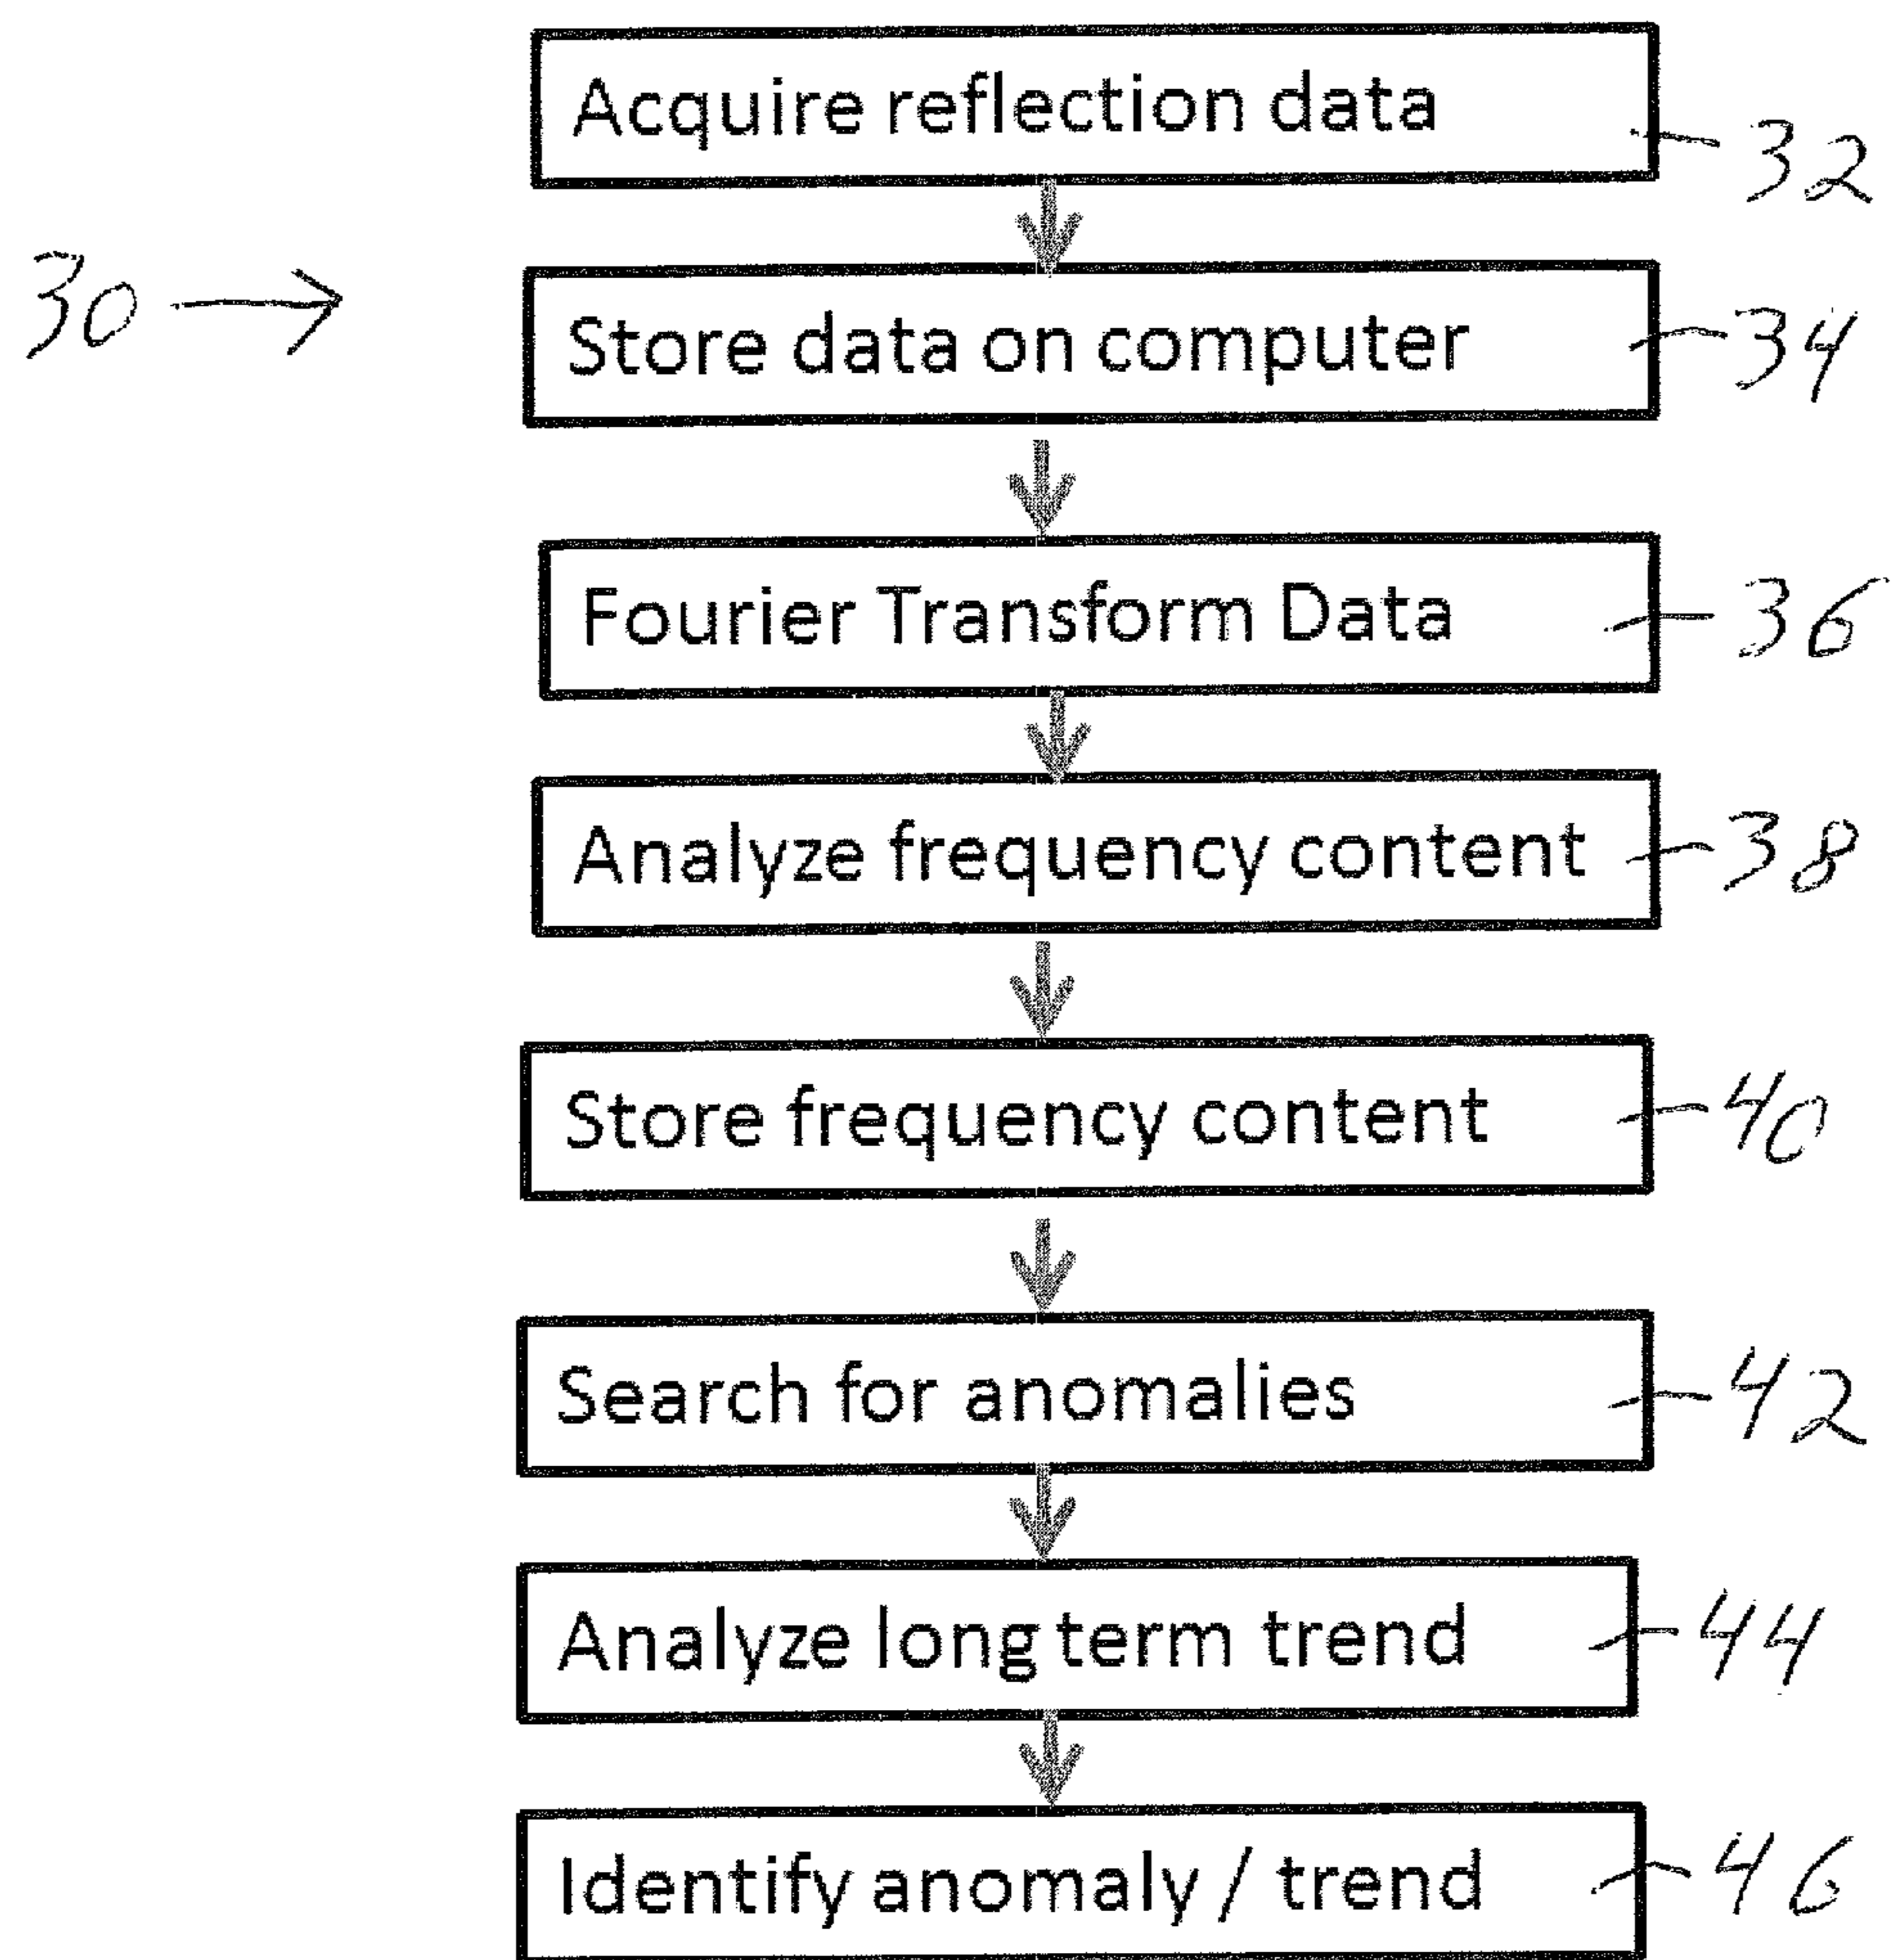 Acquire reflection data
32
30
Store data on computer
34
Fourier Transform Data
36
Analyze frequency content
38
Store frequency content
40
Search for anomalies
42
Analyze long term trend
44
Identify anomaly / trend
46